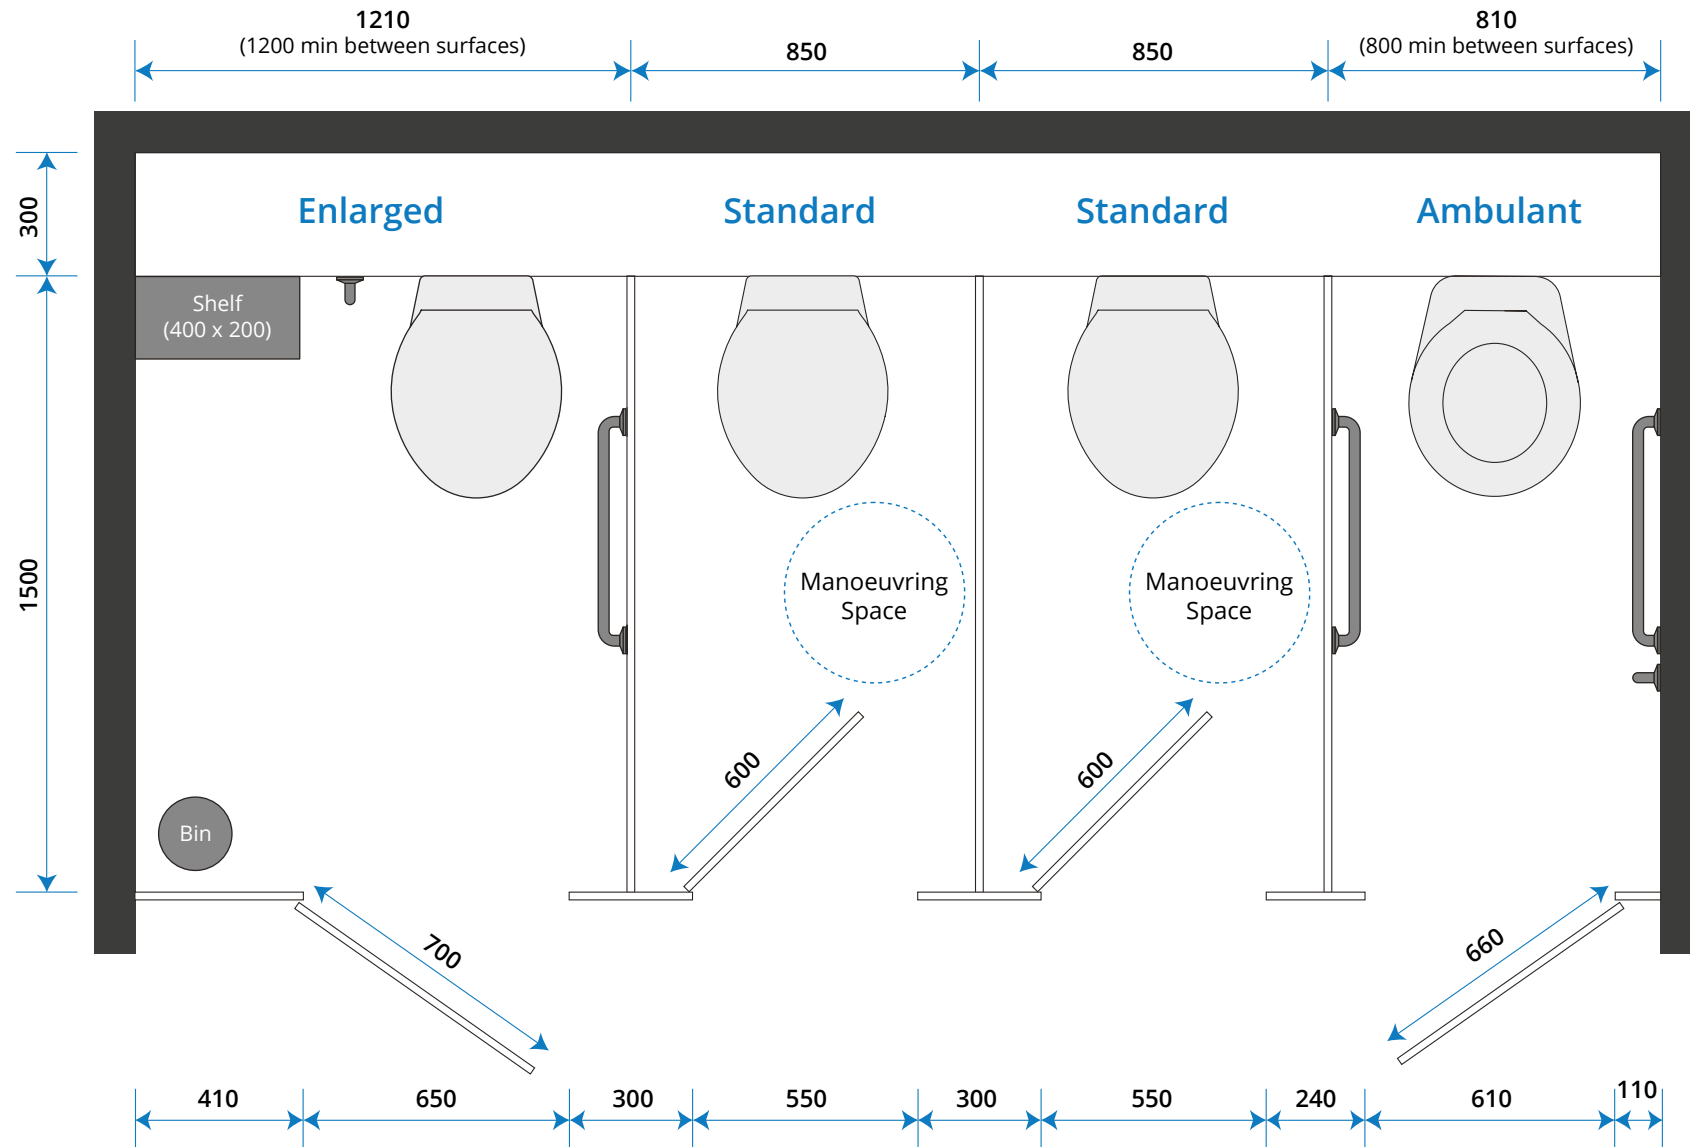 1210
(1200 min between surfaces)
850
850
810
(800 min between surfaces)
300
Enlarged
Standard
Standard
Ambulant
Shelf
(400 x 200)
1500
Manoeuvring
Space
Manoeuvring
Space
600
600
Bin
700
660
410
650
300
550
300
550
240
610
110